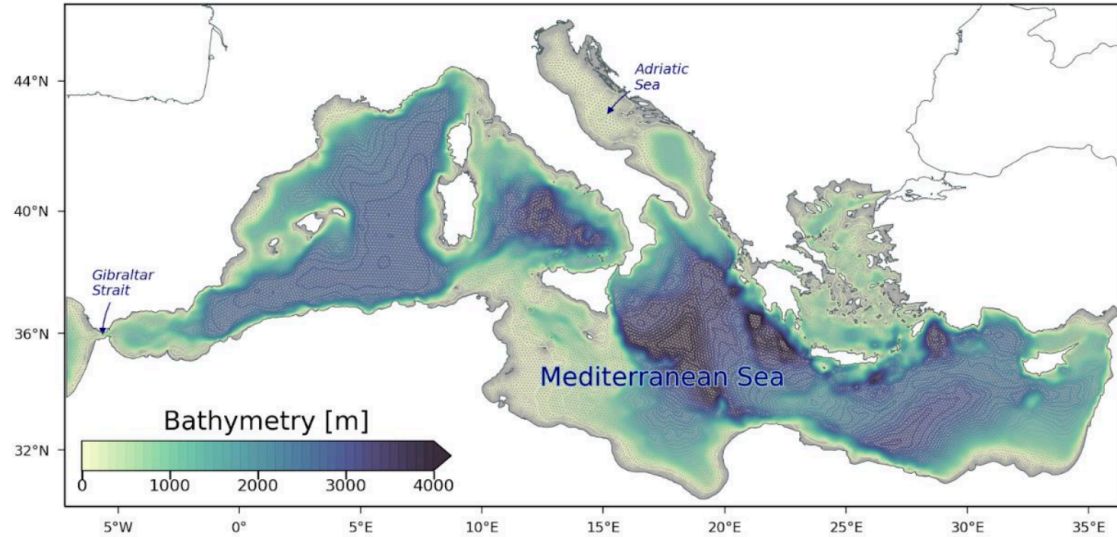 44°N
40°N
36°N
32°N
Adriatic
Sea
Gibraltar
Strait
Mediterranean Sea
Bathymetry [m]
0 1000 2000 3000 4000
5°W 0° 5°E 10°E 15°E 20°E 25°E 30°E 35°E